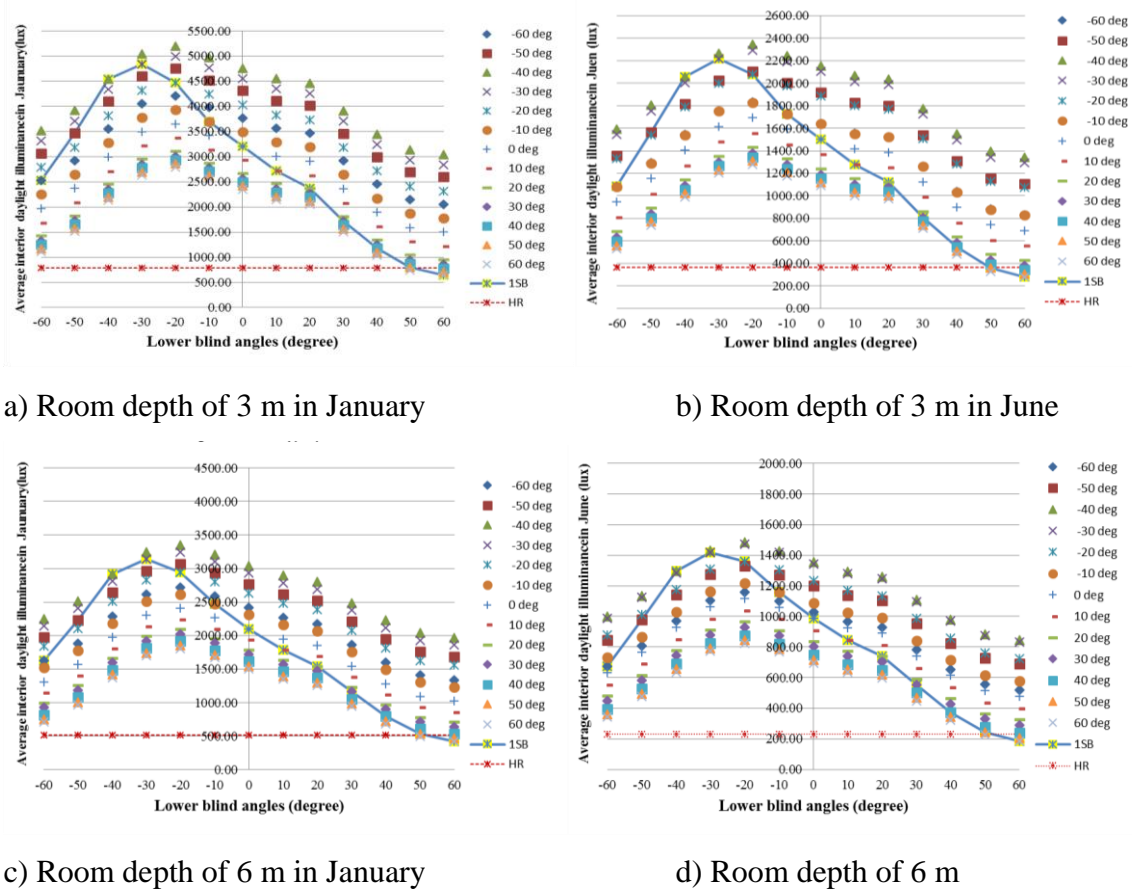 Average interior daylight illuminancein January(lux)
5500.00
5000.00
4500.00
4000.00
3500.00
3000.00
2500.00
2000.00
1500.00
1000.00
500.00
0.00
-60 -50 -40 -30 -20 -10 0 10 20 30 40 50 60
Lower blind angles (degree)
-60 deg
-50 deg
-40 deg
-30 deg
-20 deg
-10 deg
0 deg
10 deg
20 deg
30 deg
40 deg
50 deg
60 deg
1SB
HR
Average interior daylight illuminancein Juen (lux)
2600.00
2400.00
2200.00
2000.00
1800.00
1600.00
1400.00
1200.00
1000.00
800.00
600.00
400.00
200.00
0.00
-60 -50 -40 -30 -20 -10 0 10 20 30 40 50 60
Lower blind angles (degree)
-60 deg
-50 deg
-40 deg
-30 deg
-20 deg
-10 deg
0 deg
10 deg
20 deg
30 deg
40 deg
50 deg
60 deg
1SB
HR
a) Room depth of 3 m in January
b) Room depth of 3 m in June
Average interior daylight illuminancein Jaunuary(lux)
4500.00
4000.00
3500.00
3000.00
2500.00
2000.00
1500.00
1000.00
500.00
0.00
-60 -50 -40 -30 -20 -10 0 10 20 30 40 50 60
Lower blind angles (degree)
-60 deg
-50 deg
-40 deg
-30 deg
-20 deg
-10 deg
0 deg
10 deg
20 deg
30 deg
40 deg
50 deg
60 deg
1SB
HR
Average interior daylight illuminancein June (lux)
2000.00
1800.00
1600.00
1400.00
1200.00
1000.00
800.00
600.00
400.00
200.00
0.00
-60 -50 -40 -30 -20 -10 0 10 20 30 40 50 60
Lower blind angles (degree)
-60 deg
-50 deg
-40 deg
-30 deg
-20 deg
-10 deg
0 deg
10 deg
20 deg
30 deg
40 deg
50 deg
60 deg
1SB
HR
c) Room depth of 6 m in January
d) Room depth of 6 m